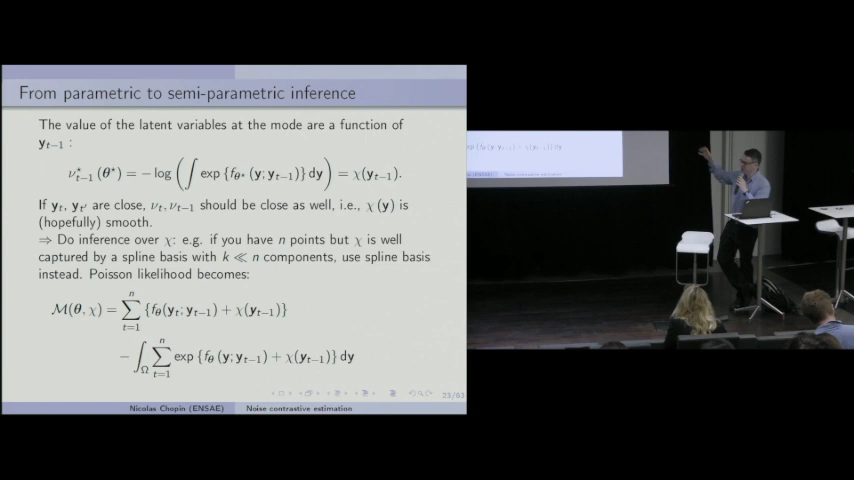 From parametric to semi-parametric inference
The value of the latent variables at the mode are a function of
y_{t−1} :
ν*_{t−1} (θ*) = − log ( ∫ exp {f_{θ*} (y; y_{t−1})} dy ) = χ(y_{t−1}).
If y_t, y_{t'} are close, ν_t, ν_{t−1} should be close as well, i.e., χ (y) is
(hopefully) smooth.
⇒ Do inference over χ: e.g. if you have n points but χ is well
captured by a spline basis with k ≪ n components, use spline basis
instead. Poisson likelihood becomes:
M(θ, χ) = ∑_{t=1}^{n} {f_θ(y_t; y_{t−1}) + χ(y_{t−1})}
− ∫_Ω ∑_{t=1}^{n} exp {f_θ (y; y_{t−1}) + χ(y_{t−1})} dy
23/63
Nicolas Chopin (ENSAE) Noise contrastive estimation
Noise contrastive estimation